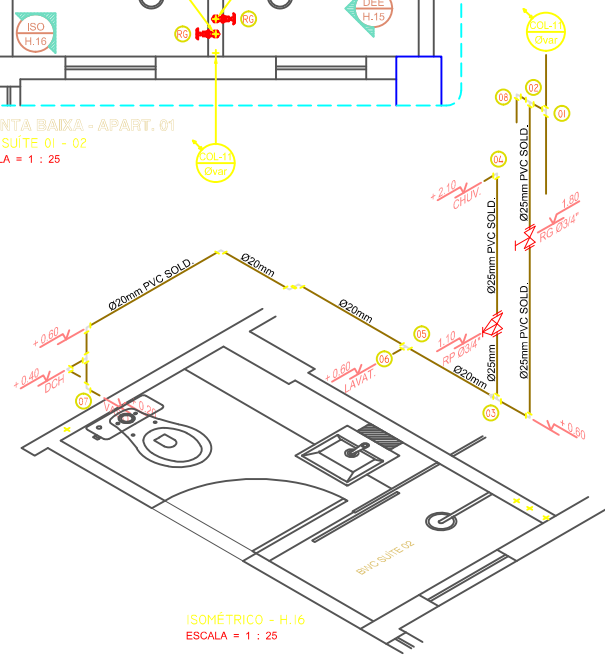 ISO
H.16
DEE
H.15
RG
RG
COL-11
Øvar
NTA BAIXA - APART. 01
SUÍTE 01 - 02
LA = 1 : 25
COL-11
Øvar
08
02
01
04
+ 2,10
CHUV.
Ø25mm PVC SOLD.
Ø25mm PVC SOLD.
1.80
RG Ø3/4"
Ø20mm PVC SOLD.
Ø20mm
Ø20mm
05
06
1.10
RP Ø3/4"
Ø25mm
Ø25mm PVC SOLD.
+ 0.60
+ 0.60
LAVAT.
Ø20mm
+ 0.40
DCH
07
+ 0.20
03
+ 0.60
BWC SUÍTE 02
ISOMÉTRICO - H.16
ESCALA = 1 : 25